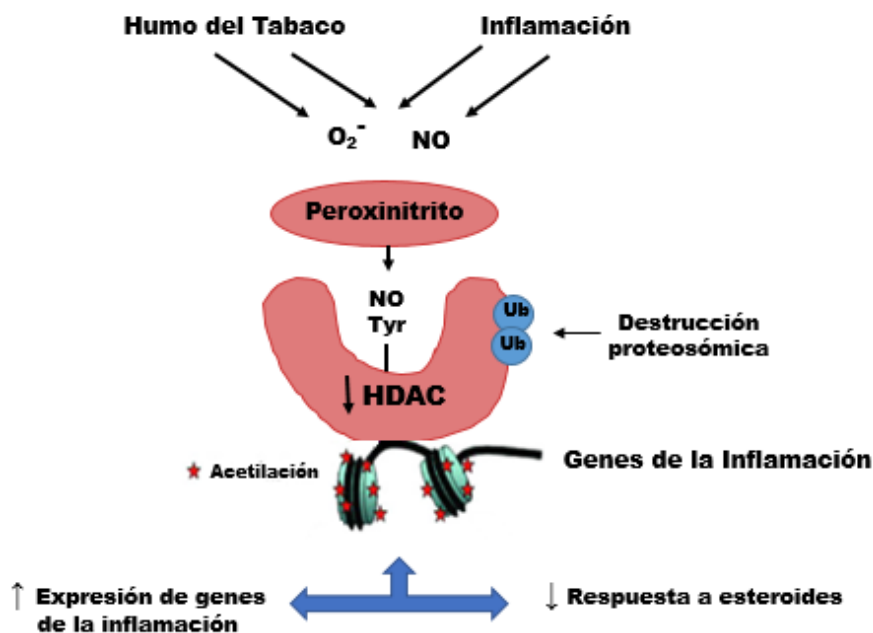 Humo del Tabaco
Inflamación
O₂⁻ NO
Peroxinitrito
NO
Tyr
Ub
Ub
Destrucción
proteosómica
↓ HDAC
Acetilación
Genes de la Inflamación
↑ Expresión de genes
de la inflamación
↓ Respuesta a esteroides